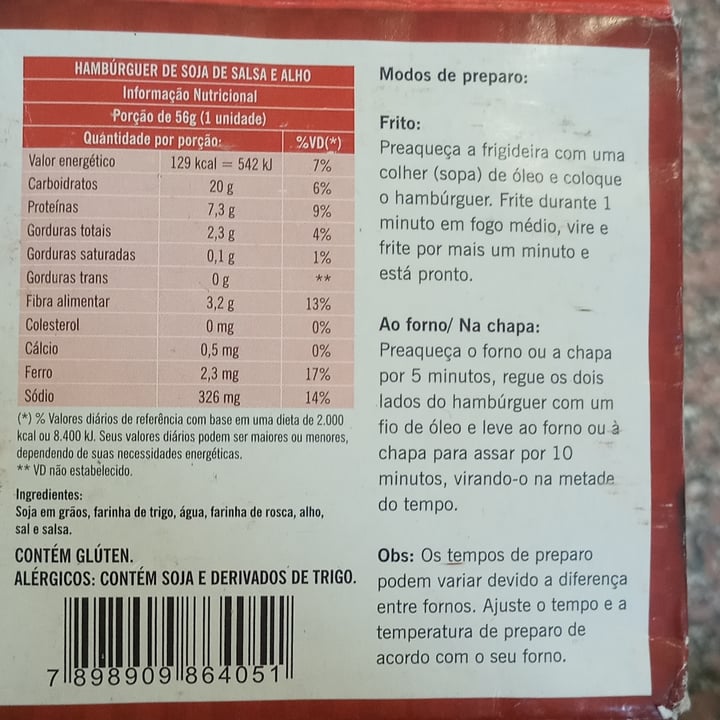 HAMBÚRGUER DE SOJA DE SALSA E ALHO
Informação Nutricional
Porção de 56g (1 unidade)
Quantidade por porção: %VD(*)
Valor energético 129 kcal = 542 kJ 7%
Carboidratos 20 g 6%
Proteínas 7,3 g 9%
Gorduras totais 2,3 g 4%
Gorduras saturadas 0,1 g 1%
Gorduras trans 0 g **
Fibra alimentar 3,2 g 13%
Colesterol 0 mg 0%
Cálcio 0,5 mg 0%
Ferro 2,3 mg 17%
Sódio 326 mg 14%
(*) % Valores diários de referência com base em uma dieta de 2.000
kcal ou 8.400 kJ. Seus valores diários podem ser maiores ou menores,
dependendo de suas necessidades energéticas.
** VD não estabelecido.
Ingredientes:
Soja em grãos, farinha de trigo, água, farinha de rosca, alho,
sal e salsa.
CONTÉM GLÚTEN.
ALÉRGICOS: CONTÉM SOJA E DERIVADOS DE TRIGO.
7 898909 864051
Modos de preparo:
Frito:
Preaqueça a frigideira com uma
colher (sopa) de óleo e coloque
o hambúrguer. Frite durante 1
minuto em fogo médio, vire e
frite por mais um minuto e
está pronto.
Ao forno/ Na chapa:
Preaqueça o forno ou a chapa
por 5 minutos, regue os dois
lados do hambúrguer com um
fio de óleo e leve ao forno ou à
chapa para assar por 10
minutos, virando-o na metade
do tempo.
Obs: Os tempos de preparo
podem variar devido a diferença
entre fornos. Ajuste o tempo e a
temperatura de preparo de
acordo com o seu forno.